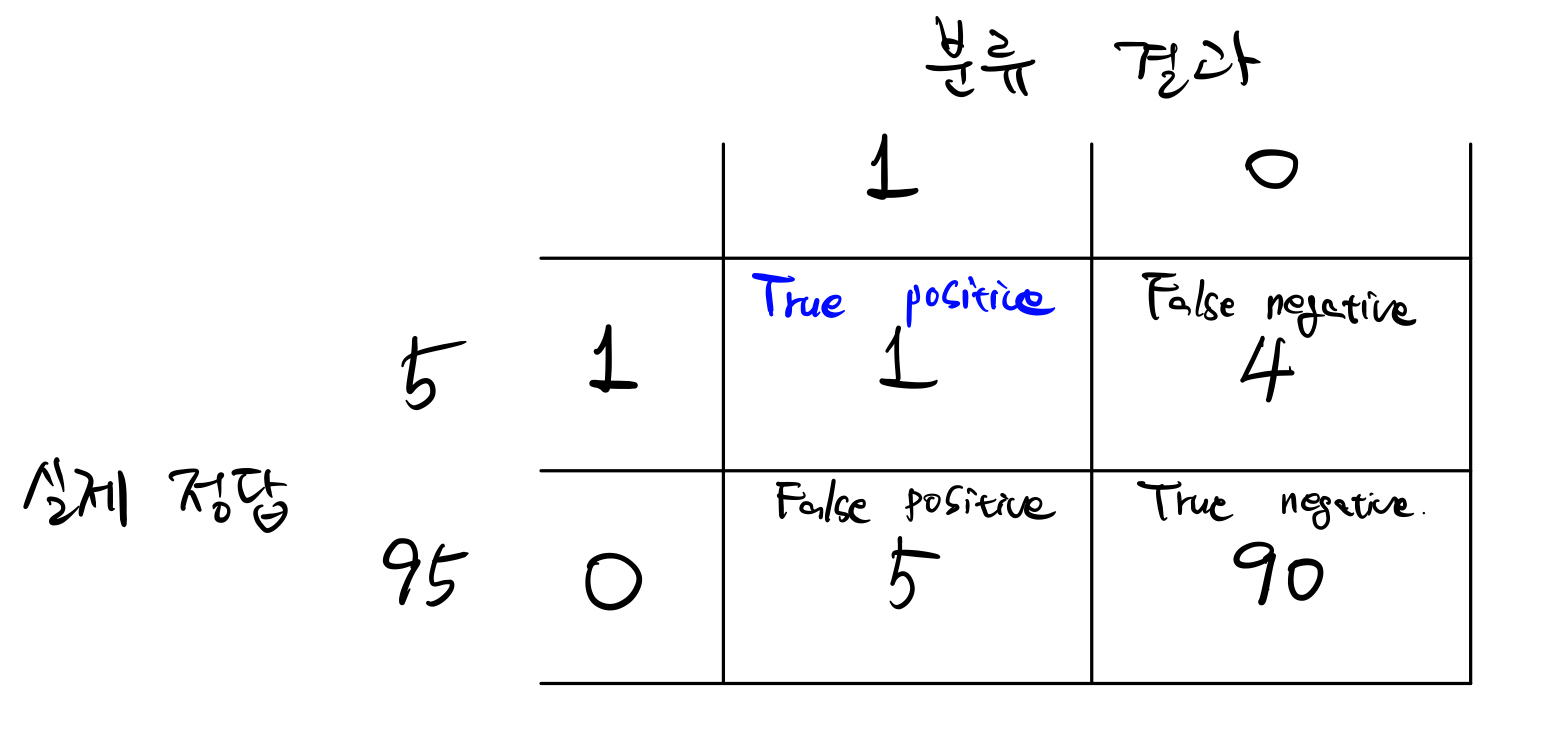 분류 결과
1 0
True positive False negative
5 1 1 4
실제 정답
False positive True negative.
95 0 5 90